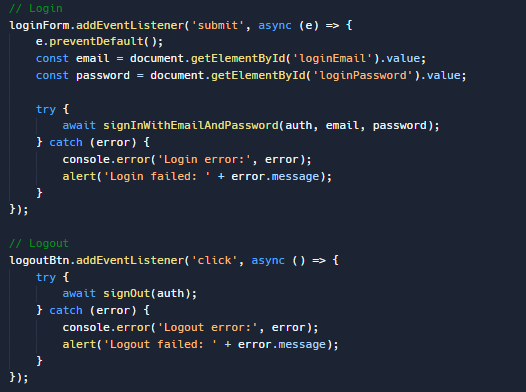 // Login
loginForm.addEventListener('submit', async (e) => {
    e.preventDefault();
    const email = document.getElementById('loginEmail').value;
    const password = document.getElementById('loginPassword').value;

    try {
        await signInWithEmailAndPassword(auth, email, password);
    } catch (error) {
        console.error('Login error:', error);
        alert('Login failed: ' + error.message);
    }
});

// Logout
logoutBtn.addEventListener('click', async () => {
    try {
        await signOut(auth);
    } catch (error) {
        console.error('Logout error:', error);
        alert('Logout failed: ' + error.message);
    }
});